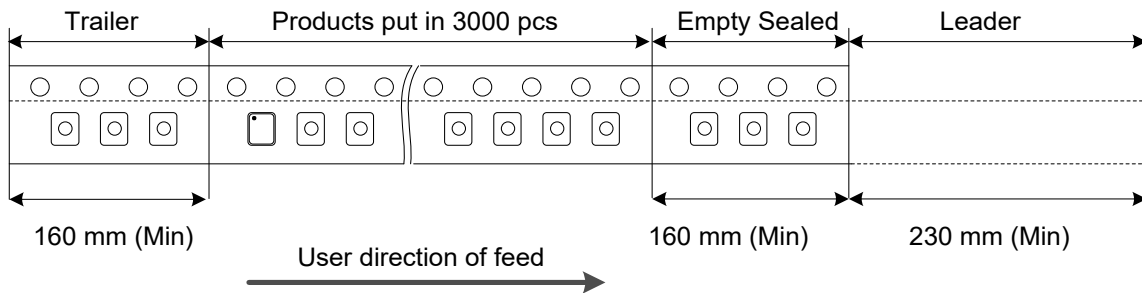 Trailer
Products put in 3000 pcs
Empty Sealed
Leader
160 mm (Min)
160 mm (Min)
230 mm (Min)
User direction of feed